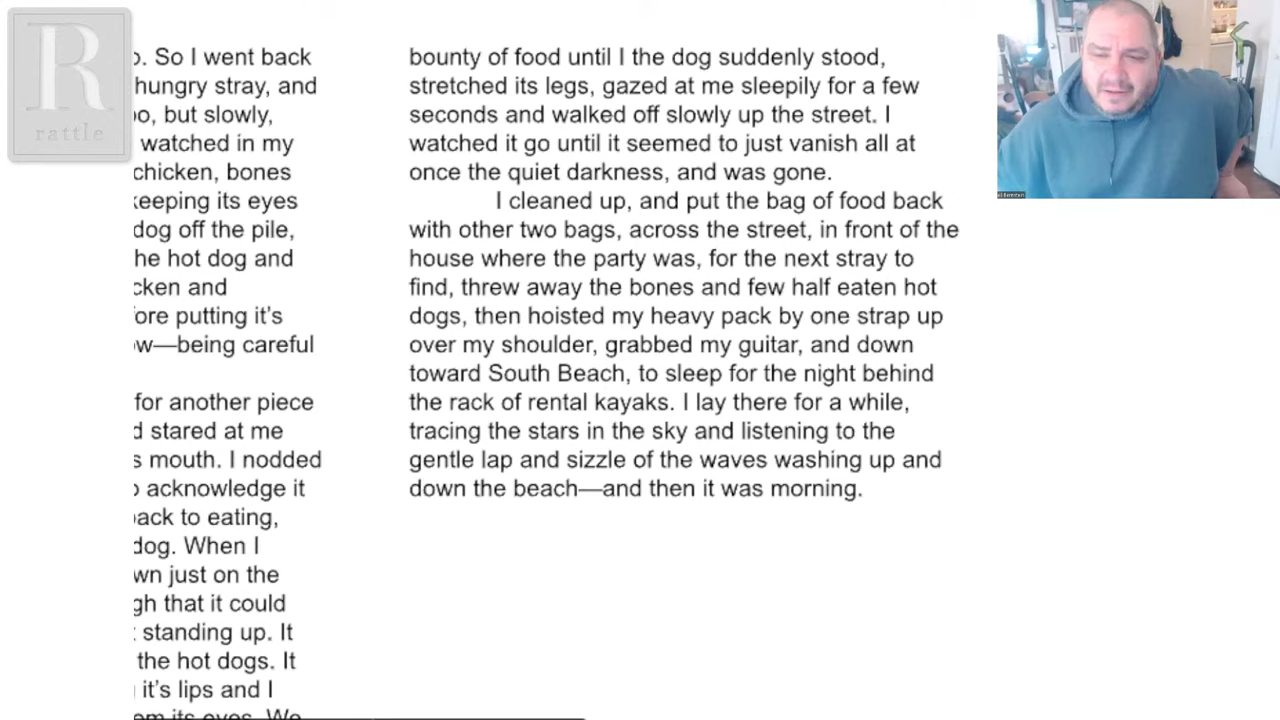 R
rattle
So I went back
hungry stray, and
but slowly,
watched in my
chicken, bones
keeping its eyes
dog off the pile,
the hot dog and
and
putting it's
being careful
for another piece
stared at me
mouth. I nodded
acknowledge it
to eating,
dog. When I
just on the
that it could
standing up. It
the hot dogs. It
it's lips and I
its eyes. We
bounty of food until I the dog suddenly stood,
stretched its legs, gazed at me sleepily for a few
seconds and walked off slowly up the street. I
watched it go until it seemed to just vanish all at
once the quiet darkness, and was gone.
I cleaned up, and put the bag of food back
with other two bags, across the street, in front of the
house where the party was, for the next stray to
find, threw away the bones and few half eaten hot
dogs, then hoisted my heavy pack by one strap up
over my shoulder, grabbed my guitar, and down
toward South Beach, to sleep for the night behind
the rack of rental kayaks. I lay there for a while,
tracing the stars in the sky and listening to the
gentle lap and sizzle of the waves washing up and
down the beach—and then it was morning.